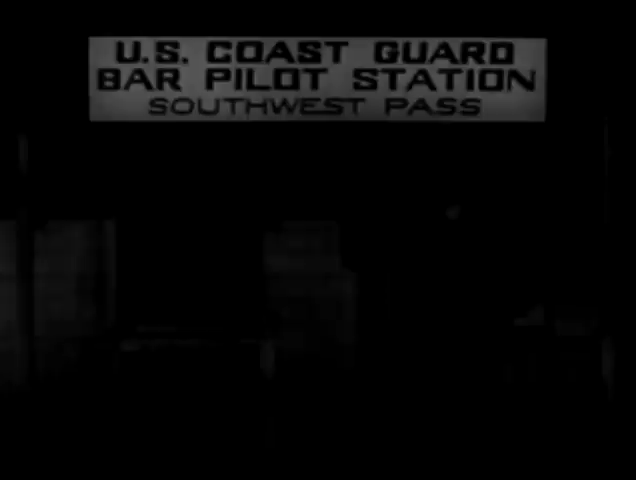 U.S. COAST GUARD
BAR PILOT STATION
SOUTHWEST PASS